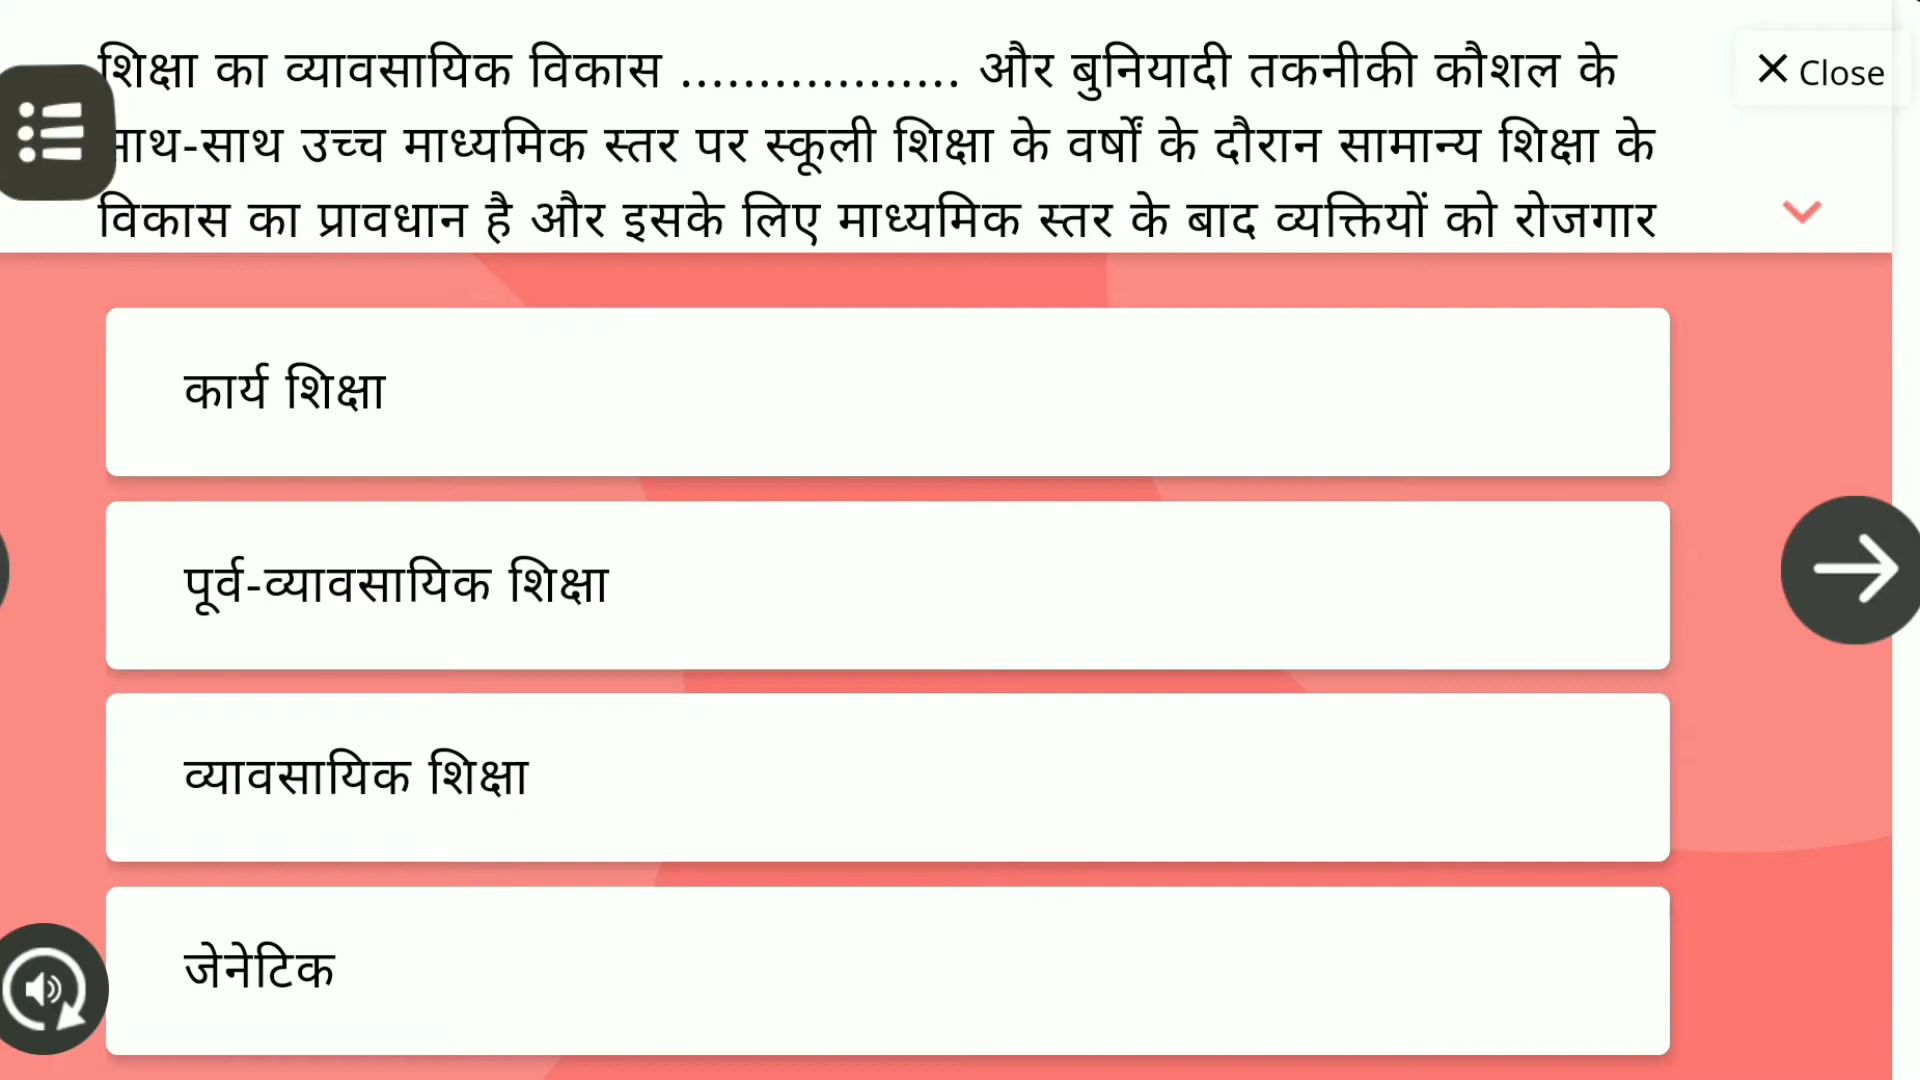 शिक्षा का व्यावसायिक विकास .................. और बुनियादी तकनीकी कौशल के
साथ-साथ उच्च माध्यमिक स्तर पर स्कूली शिक्षा के वर्षों के दौरान सामान्य शिक्षा के
विकास का प्रावधान है और इसके लिए माध्यमिक स्तर के बाद व्यक्तियों को रोजगार
Close
कार्य शिक्षा
पूर्व-व्यावसायिक शिक्षा
व्यावसायिक शिक्षा
जेनेटिक